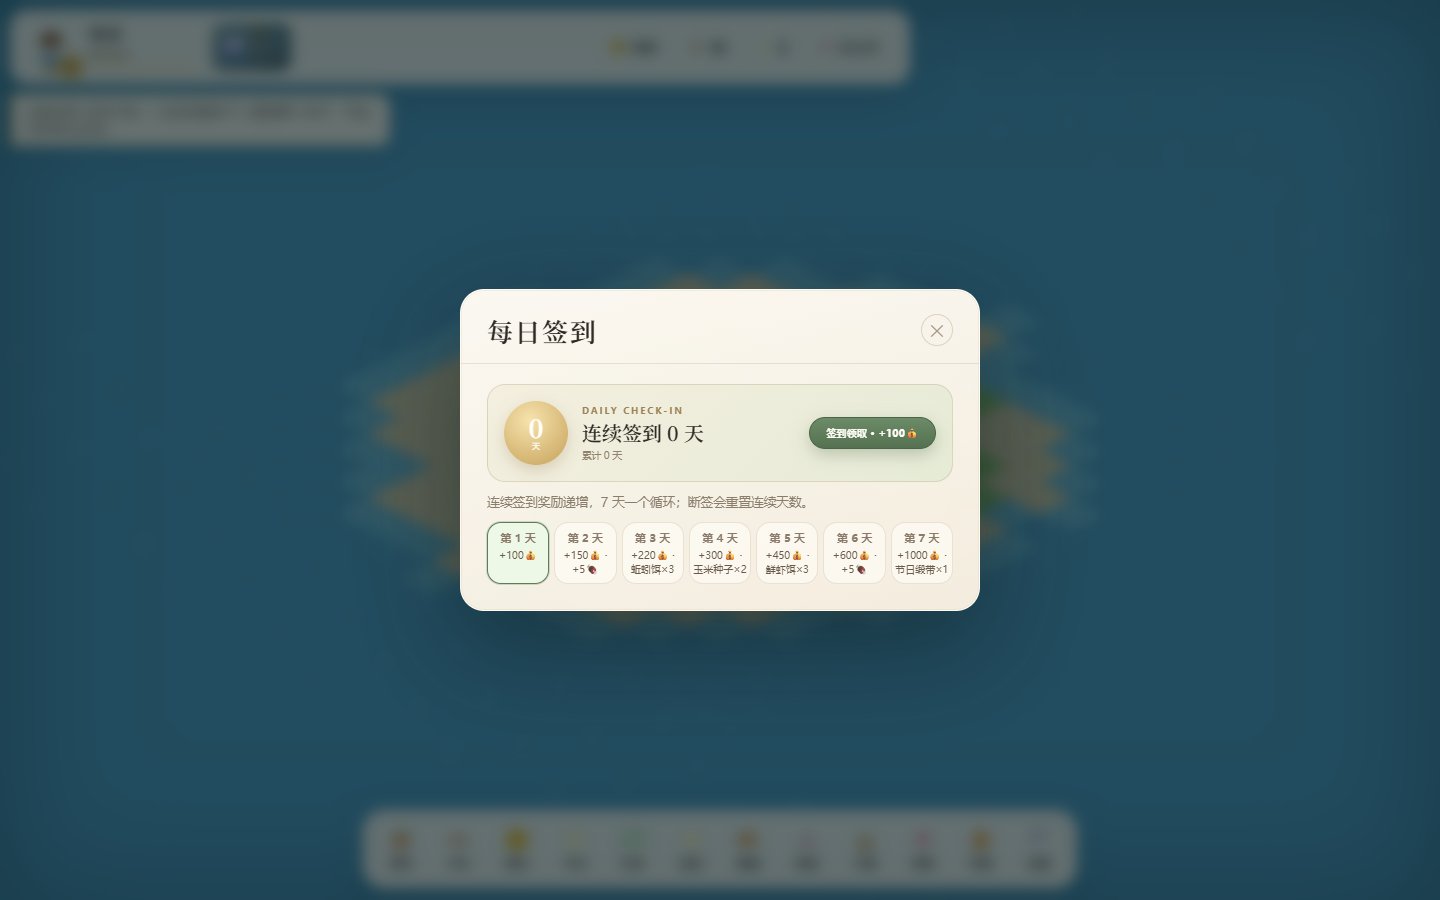 每日签到
0
天
DAILY CHECK-IN
连续签到 0 天
累计 0 天
签到领取 · +100
连续签到奖励递增，7 天一个循环；断签会重置连续天数。
第 1 天
+100
第 2 天
+150 ·
+5
第 3 天
+220 ·
蚯蚓饵×3
第 4 天
+300 ·
玉米种子×2
第 5 天
+450 ·
鲜虾饵×3
第 6 天
+600 ·
+5
第 7 天
+1000 ·
节日缎带×1